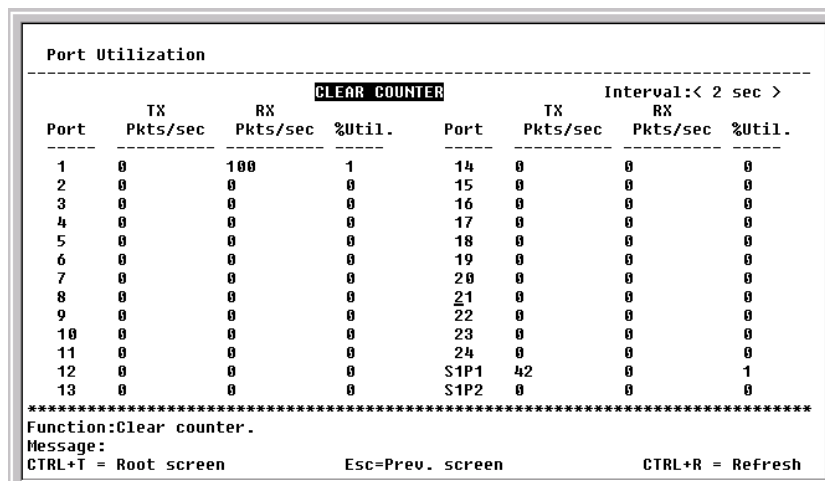 Port Utilization
--------------------------------------------------------------------------------
CLEAR COUNTER Interval:< 2 sec >
TX RX TX RX
Port Pkts/sec Pkts/sec %Util. Port Pkts/sec Pkts/sec %Util.
----- ---------- --------- ----- ----- ---------- ---------- -----
1 0 100 1 14 0 0 0
2 0 0 0 15 0 0 0
3 0 0 0 16 0 0 0
4 0 0 0 17 0 0 0
5 0 0 0 18 0 0 0
6 0 0 0 19 0 0 0
7 0 0 0 20 0 0 0
8 0 0 0 21 0 0 0
9 0 0 0 22 0 0 0
10 0 0 0 23 0 0 0
11 0 0 0 24 0 0 0
12 0 0 0 S1P1 42 0 1
13 0 0 0 S1P2 0 0 0
********************************************************************************
Function:Clear counter.
Message:
CTRL+T = Root screen Esc=Prev. screen CTRL+R = Refresh